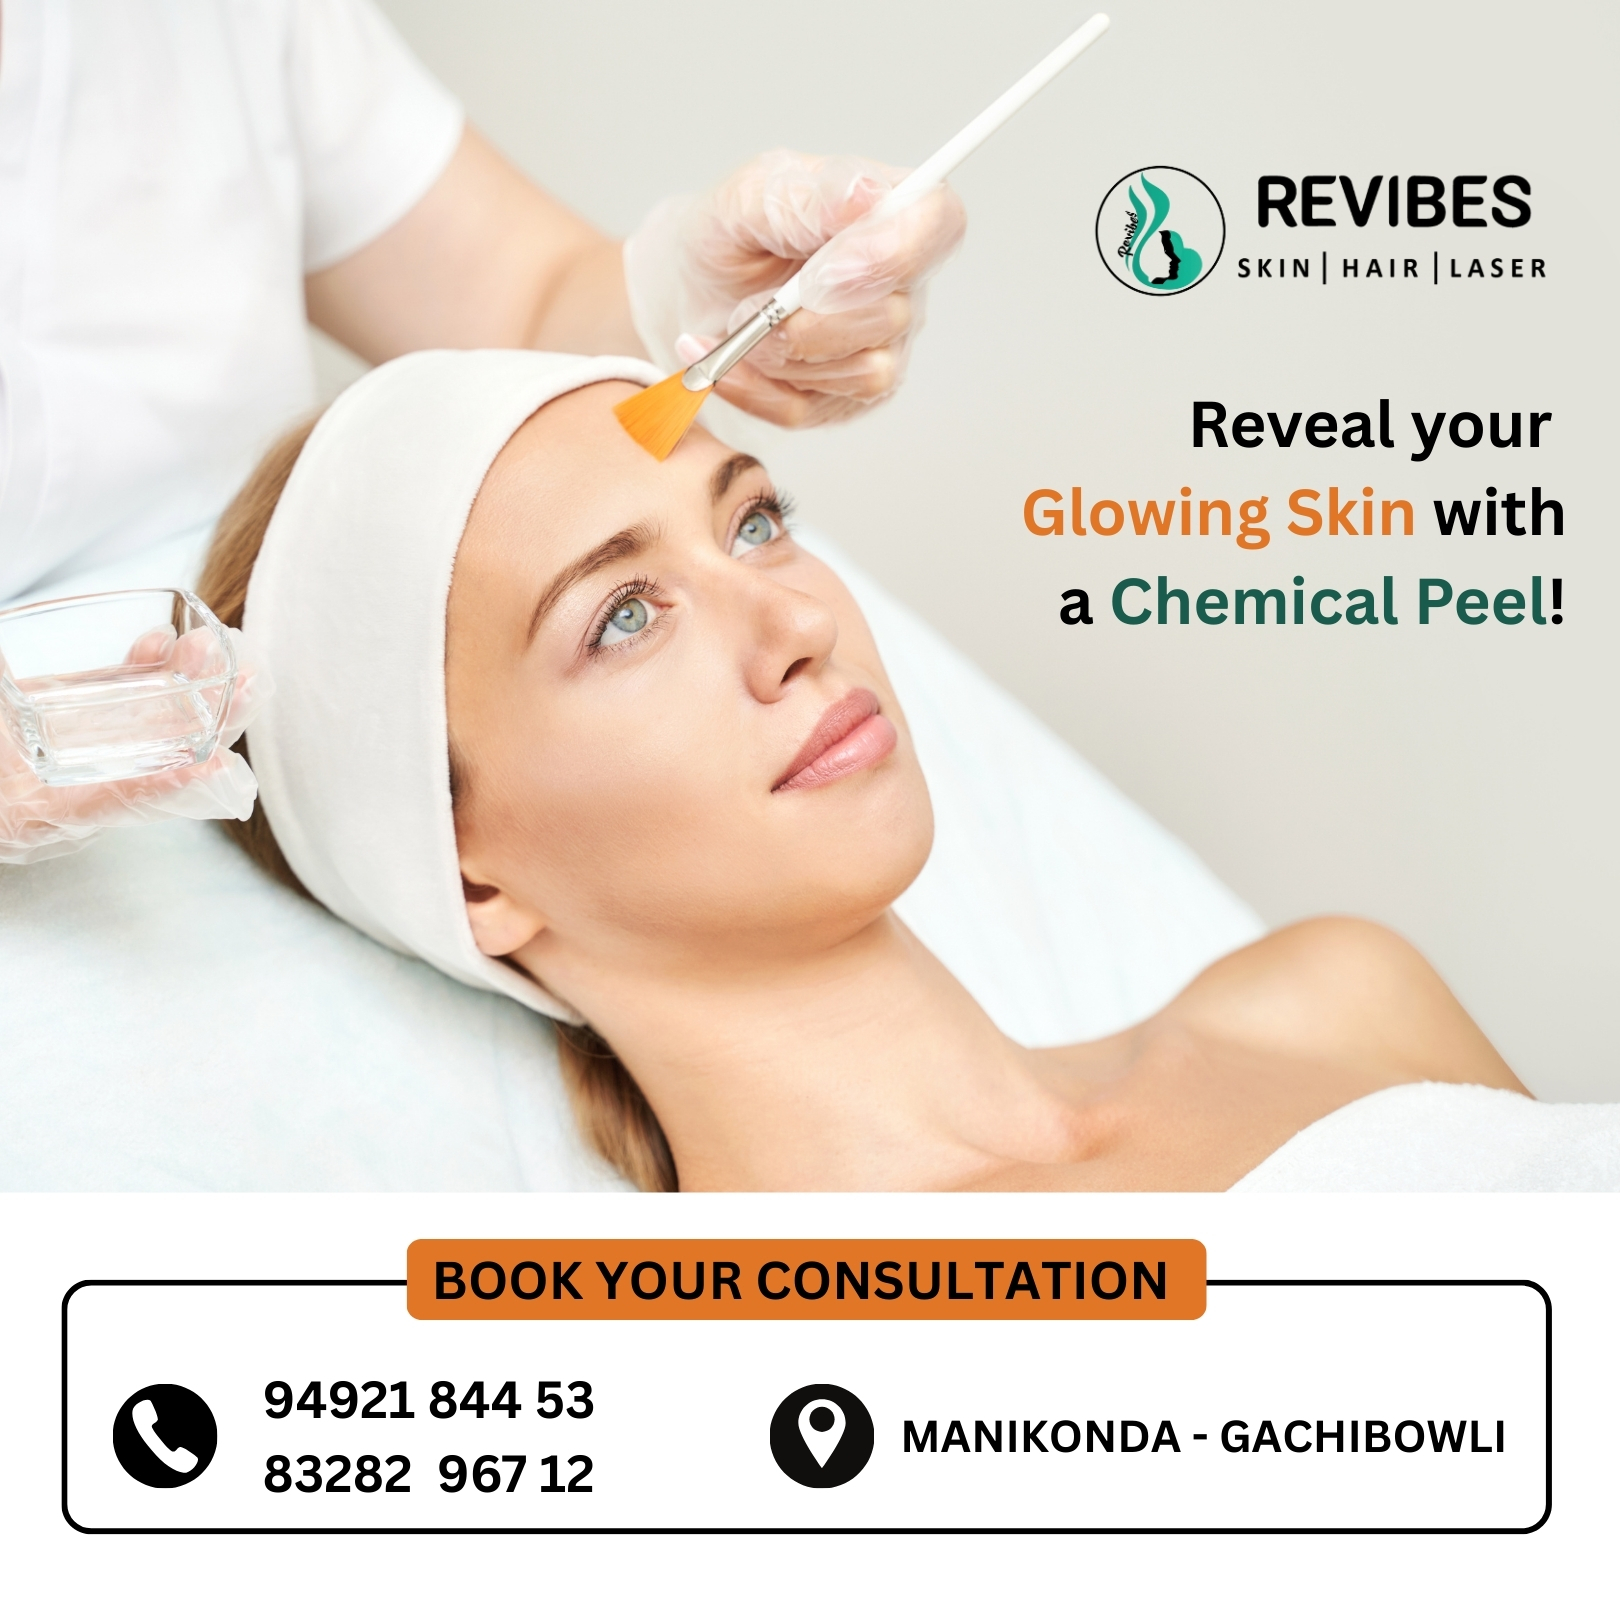 Revibes
REVIBES
SKIN | HAIR | LASER
Reveal your
Glowing Skin with
a Chemical Peel!
BOOK YOUR CONSULTATION
94921 844 53
83282 967 12
MANIKONDA - GACHIBOWLI